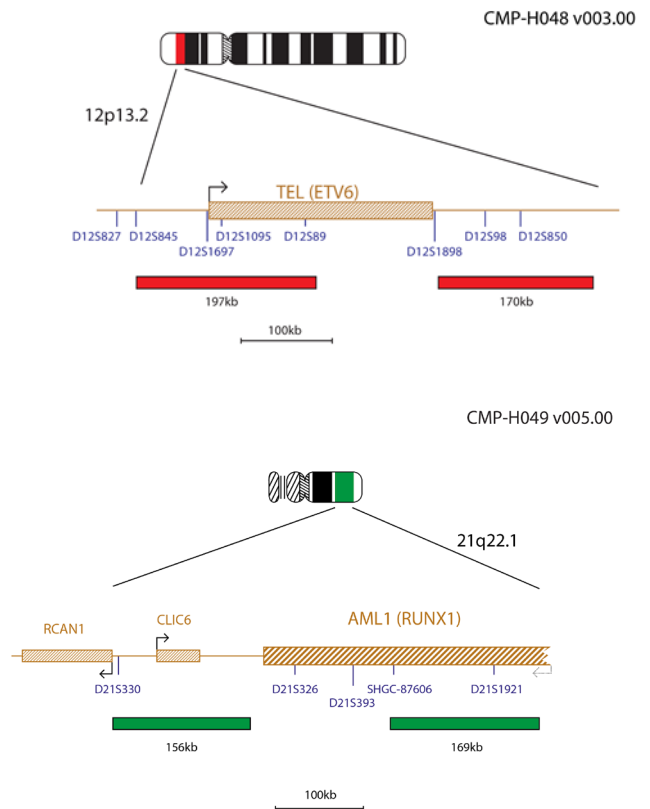 CMP-H048 v003.00
12p13.2
TEL (ETV6)
D12S827 D12S845 D12S1095 D12S89 D12S98 D12S850
D12S1697 D12S1898
197kb 170kb
100kb
CMP-H049 v005.00
21q22.1
RCAN1 CLIC6 AML1 (RUNX1)
D21S330 D21S326 SHGC-87606 D21S1921
D21S393
156kb 169kb
100kb